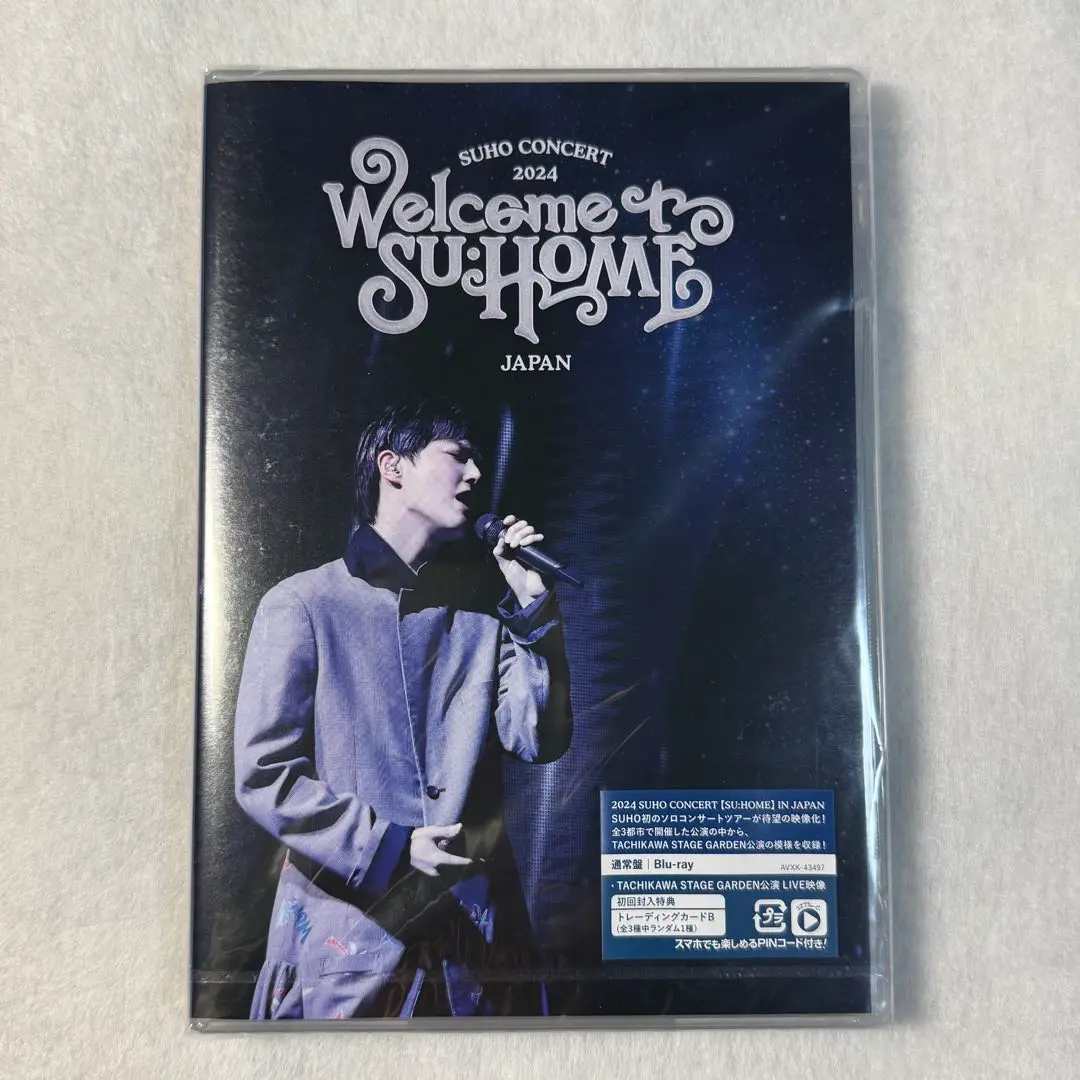 SUHO CONCERT
2024
Welcome to
SU:HOME
JAPAN
2024 SUHO CONCERT【SU:HOME】IN JAPAN
SUHO初のソロコンサートツアーが待望の映像化!
全3都市で開催した公演の中から、
TACHIKAWA STAGE GARDEN公演の模様を収録!
通常盤|Blu-ray AVXK-43497
・TACHIKAWA STAGE GARDEN公演 LIVE映像
初回封入特典
トレーディングカードB
(全3種中ランダム1種)
プラ
スマホでも楽しめるPINコード付き!